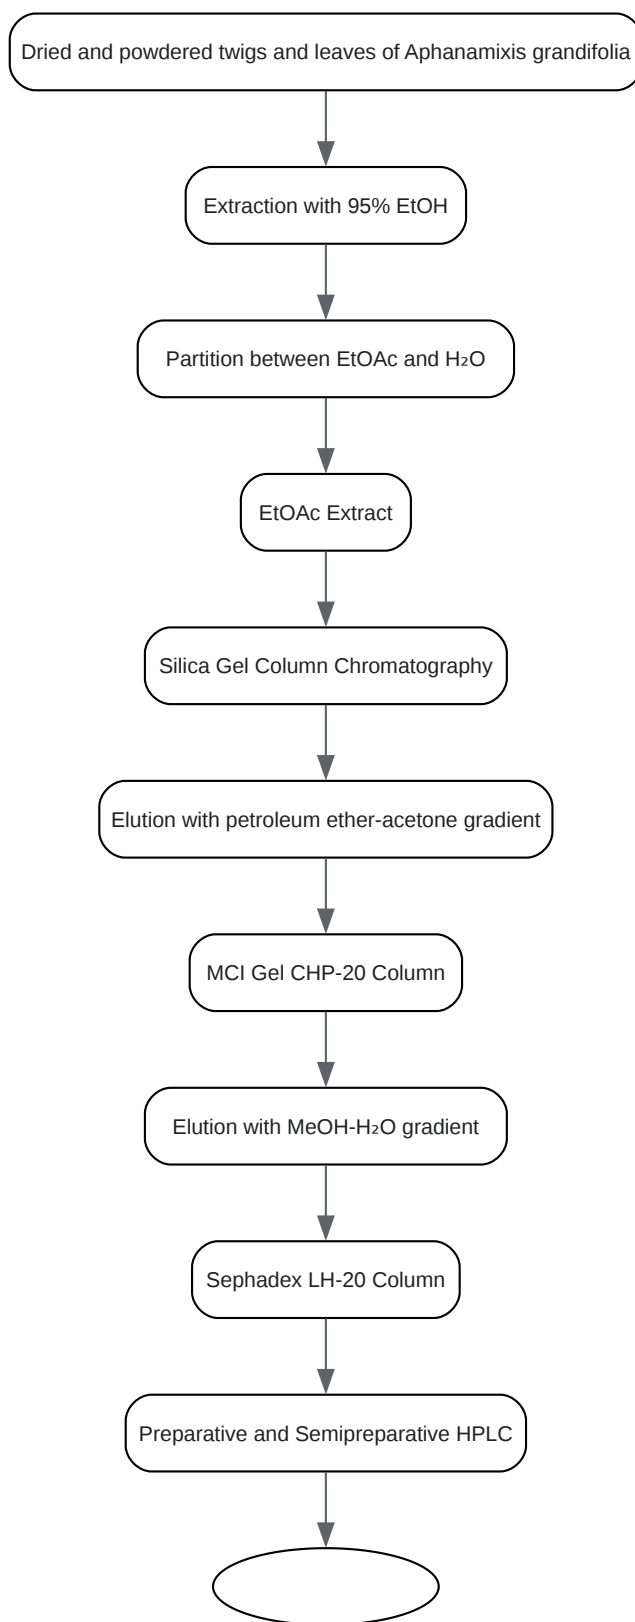 Dried and powdered twigs and leaves of Aphanamixis grandifolia
Extraction with 95% EtOH
Partition between EtOAc and H₂O
EtOAc Extract
Silica Gel Column Chromatography
Elution with petroleum ether-acetone gradient
MCI Gel CHP-20 Column
Elution with MeOH-H₂O gradient
Sephadex LH-20 Column
Preparative and Semipreparative HPLC